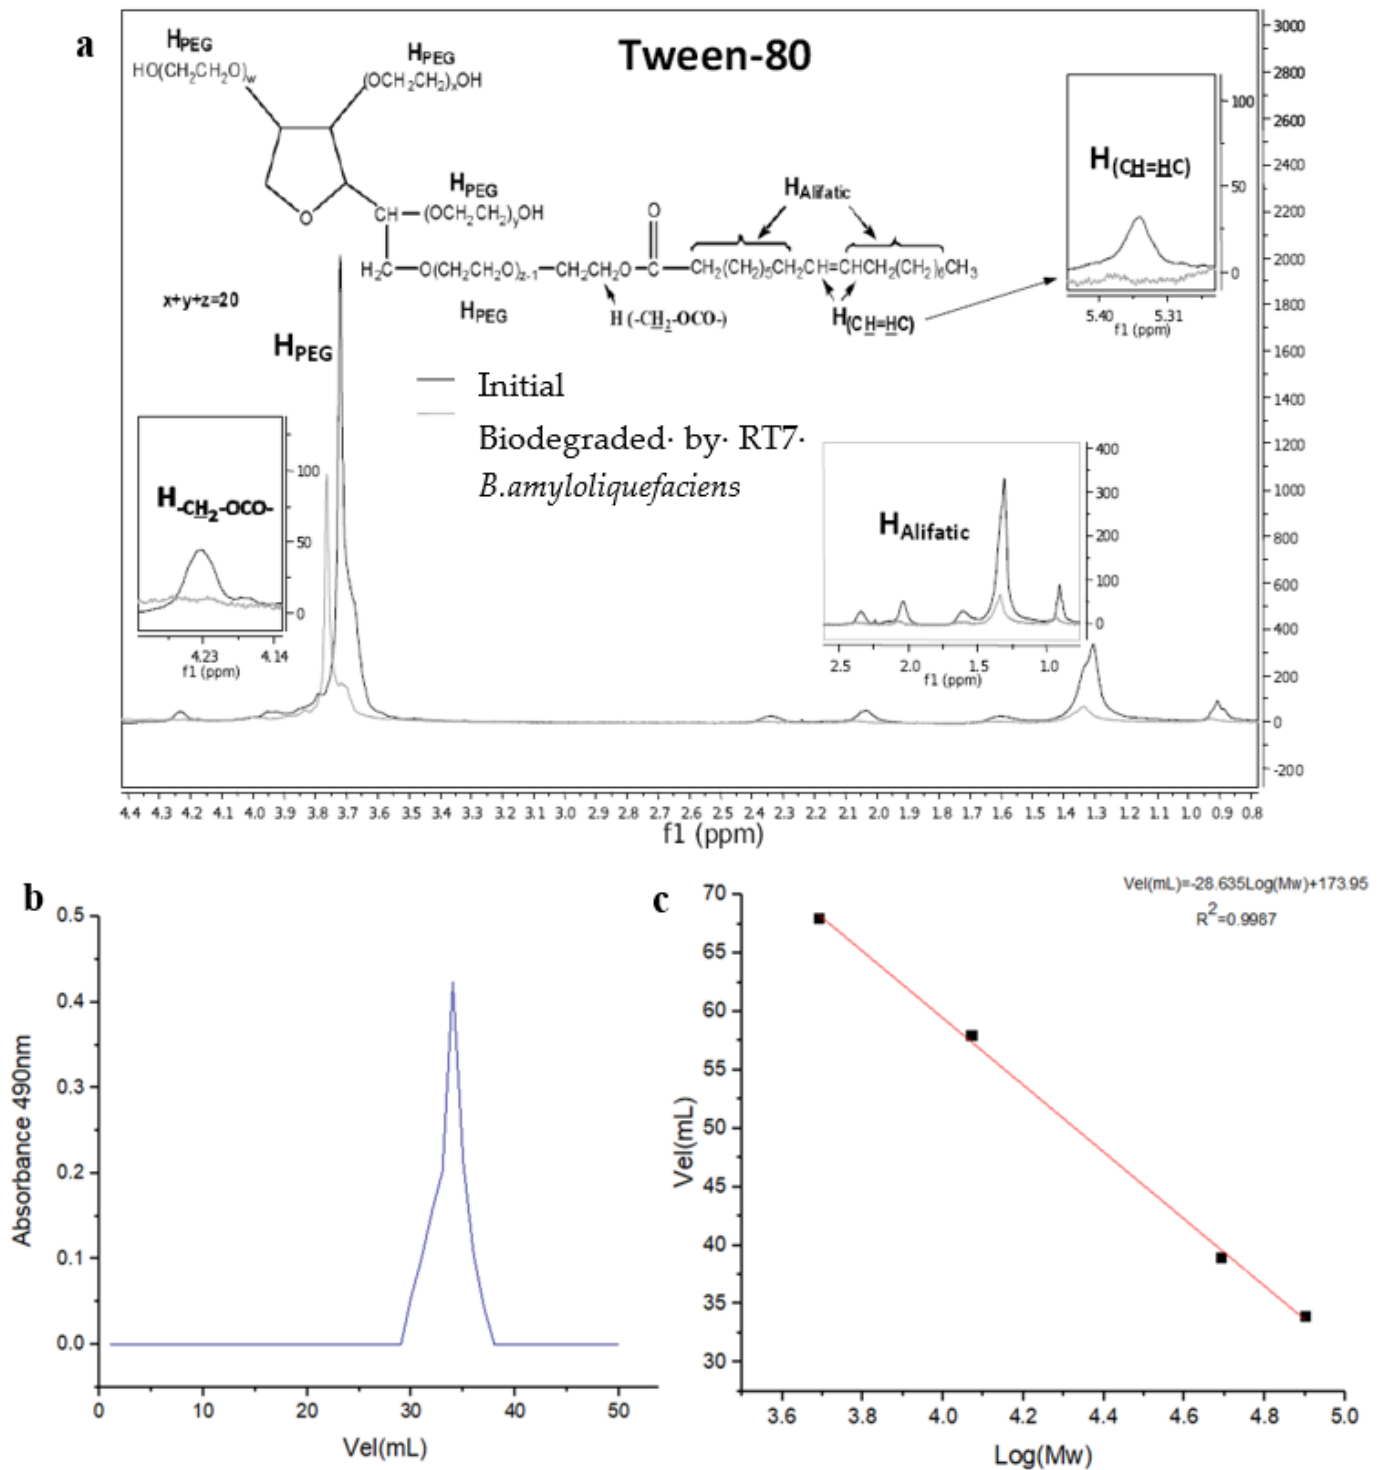 a
Tween-80
H_PEG
HO(CH2CH2O)w
H_PEG
(OCH2CH2)xOH
H_PEG
CH—(OCH2CH2)yOH
O
O
H_Alifatic
H2C—O(CH2CH2O)z-1—CH2CH2O—C—CH2(CH2)5CH2CH=CHCH2(CH2)6CH3
H_PEG
H (-CH2-OCO-)
H(CH=HC)
x+y+z=20
H_PEG
Initial
Biodegraded· by· RT7·
B.amyloliquefaciens
H(CH=HC)
100
50
0
5.40 5.31
f1 (ppm)
H-CH2-OCO-
100
50
0
4.23 4.14
f1 (ppm)
H_Alifatic
400
300
200
100
0
2.5 2.0 1.5 1.0
f1 (ppm)
3000
2800
2600
2400
2200
2000
1800
1600
1400
1200
1000
800
600
400
200
0
-200
4.4 4.3 4.2 4.1 4.0 3.9 3.8 3.7 3.6 3.5 3.4 3.3 3.2 3.1 3.0 2.9 2.8 2.7 2.6 2.5 2.4 2.3 2.2 2.1 2.0 1.9 1.8 1.7 1.6 1.5 1.4 1.3 1.2 1.1 1.0 0.9 0.8
f1 (ppm)
b
0.5
0.4
0.3
0.2
0.1
0.0
Absorbance 490nm
0 10 20 30 40 50
Vel(mL)
c
Vel(mL)=-28.635Log(Mw)+173.95
R2=0.9987
70
65
60
55
50
45
40
35
30
Vel(mL)
3.6 3.8 4.0 4.2 4.4 4.6 4.8 5.0
Log(Mw)